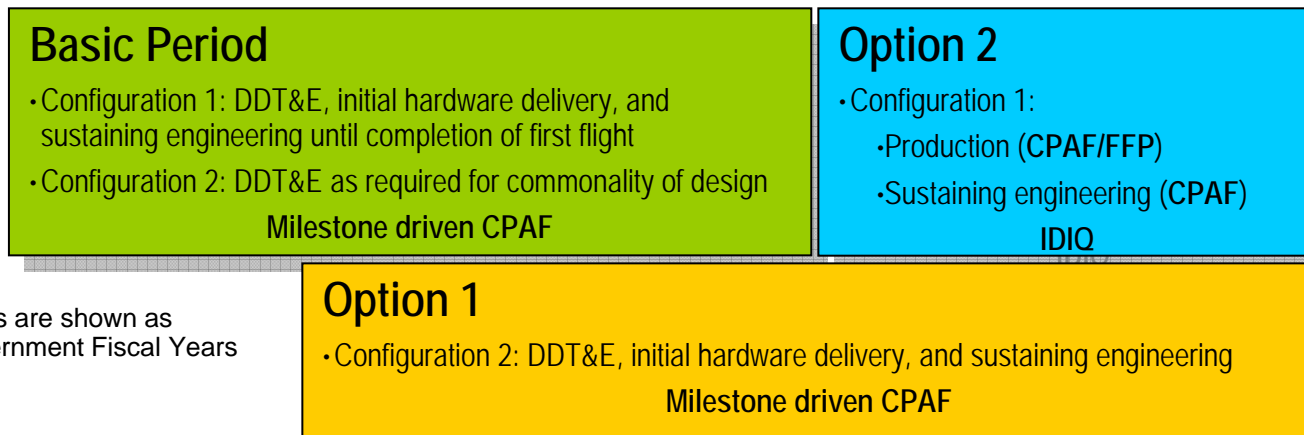 Basic Period
• Configuration 1: DDT&E, initial hardware delivery, and
sustaining engineering until completion of first flight
• Configuration 2: DDT&E as required for commonality of design
Milestone driven CPAF
Option 2
• Configuration 1:
• Production (CPAF/FFP)
• Sustaining engineering (CPAF)
IDIQ
are shown as
Fiscal Years
Option 1
• Configuration 2: DDT&E, initial hardware delivery, and sustaining engineering
Milestone driven CPAF